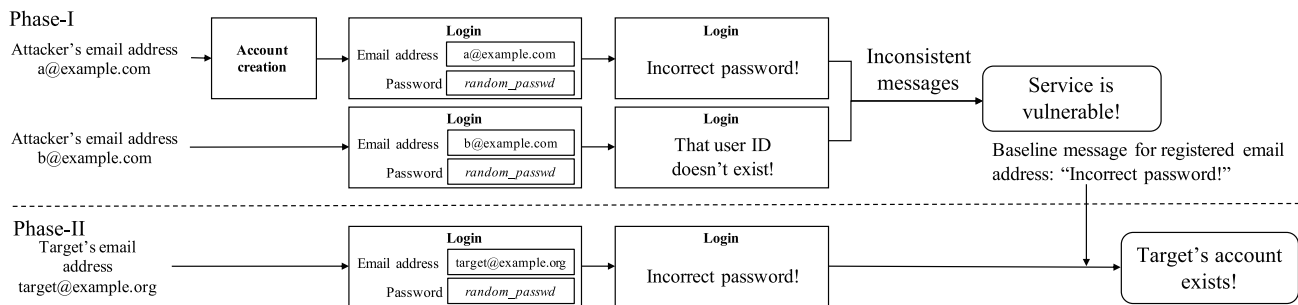 Phase-I
Attacker's email address
a@example.com
Account
creation
Login
Email address
a@example.com
Password
random_passwd
Login
Incorrect password!
Inconsistent
messages
Service is
vulnerable!
Attacker's email address
b@example.com
Login
Email address
b@example.com
Password
random_passwd
Login
That user ID
doesn't exist!
Baseline message for registered email
address: “Incorrect password!”
Phase-II
Target's email
address
target@example.org
Login
Email address
target@example.org
Password
random_passwd
Login
Incorrect password!
Target's account
exists!